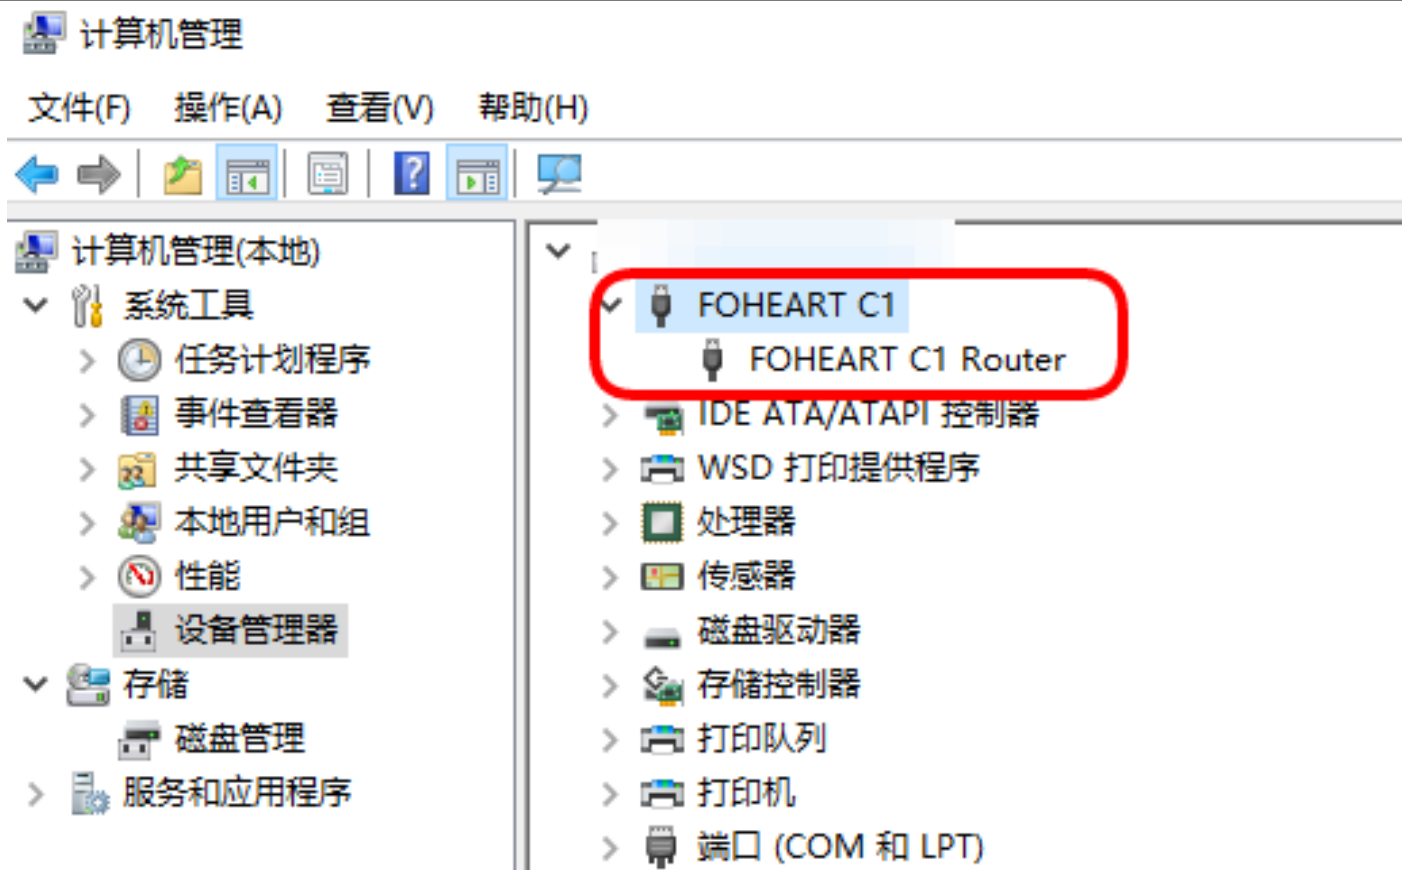 计算机管理
文件(F) 操作(A) 查看(V) 帮助(H)
计算机管理(本地)
系统工具
任务计划程序
事件查看器
共享文件夹
本地用户和组
性能
设备管理器
存储
磁盘管理
服务和应用程序
FOHEART C1
FOHEART C1 Router
IDE ATA/ATAPI 控制器
WSD 打印提供程序
处理器
传感器
磁盘驱动器
存储控制器
打印队列
打印机
端口 (COM 和 LPT)